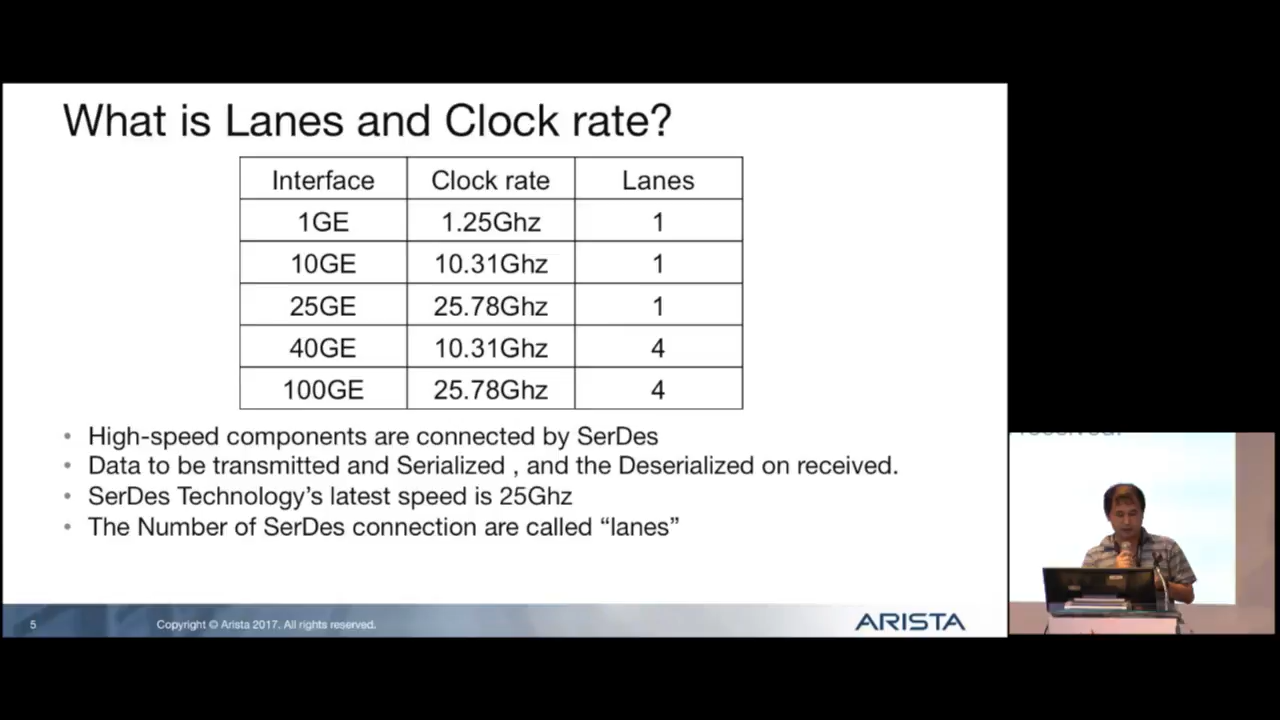 What is Lanes and Clock rate?
Interface Clock rate Lanes
1GE 1.25Ghz 1
10GE 10.31Ghz 1
25GE 25.78Ghz 1
40GE 10.31Ghz 4
100GE 25.78Ghz 4
• High-speed components are connected by SerDes
• Data to be transmitted and Serialized , and the Deserialized on received.
• SerDes Technology's latest speed is 25Ghz
• The Number of SerDes connection are called “lanes”
5 Copyright © Arista 2017. All rights reserved. ARISTA